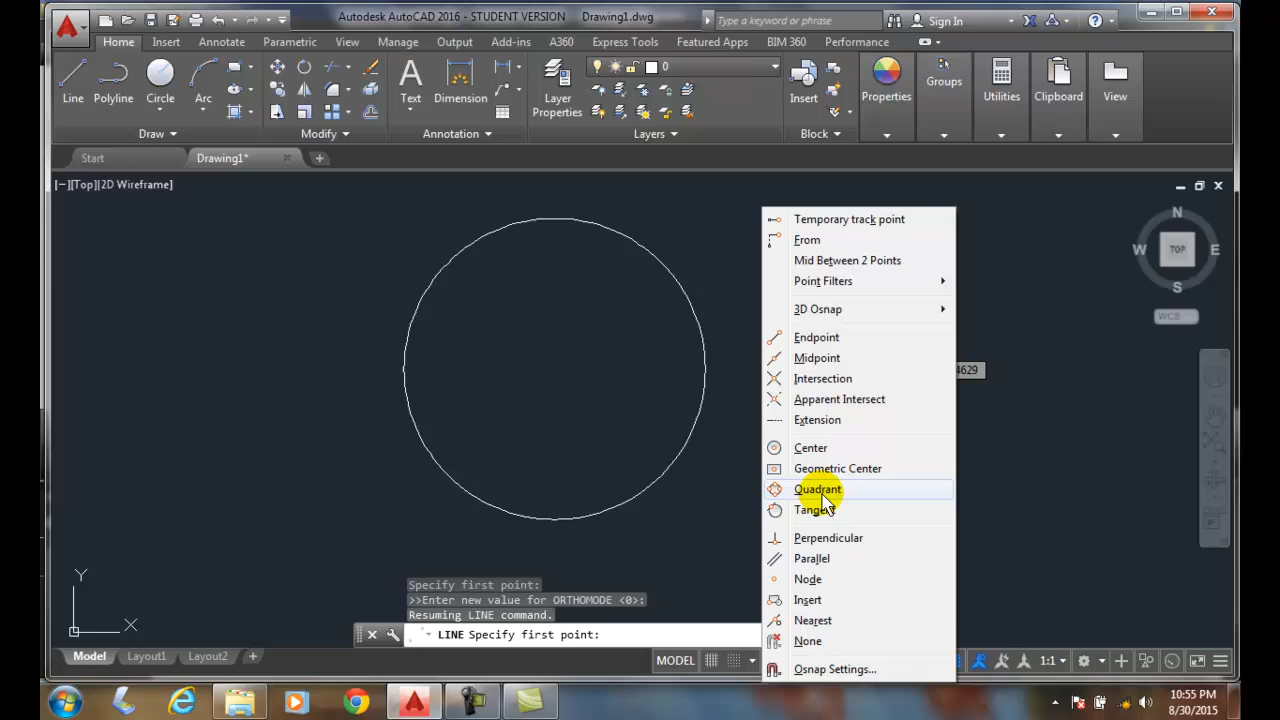 Autodesk AutoCAD 2016 - STUDENT VERSION Drawing1.dwg
Type a keyword or phrase
Sign In
Home Insert Annotate Parametric View Manage Output Add-ins A360 Express Tools Featured Apps BIM 360 Performance
0
Line Polyline Circle Arc Text Dimension Layer Properties Insert Properties Groups Utilities Clipboard View
Draw Modify Annotation Layers Block
Start Drawing1*
[−][Top][2D Wireframe]
N
W TOP E
S
WCS
Temporary track point
From
Mid Between 2 Points
Point Filters
3D Osnap
Endpoint
Midpoint
4629
Intersection
Apparent Intersect
Extension
Center
Geometric Center
Quadrant
Tangent
Perpendicular
Parallel
Node
Insert
Nearest
None
Osnap Settings...
Y
X
Specify first point:
>>Enter new value for ORTHOMODE <0>:
Resuming LINE command.
LINE Specify first point:
Model Layout1 Layout2
MODEL 1:1
10:55 PM
8/30/2015